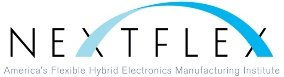 NEXTFLEX
America's Flexible Hybrid Electronics Manufacturing Institute